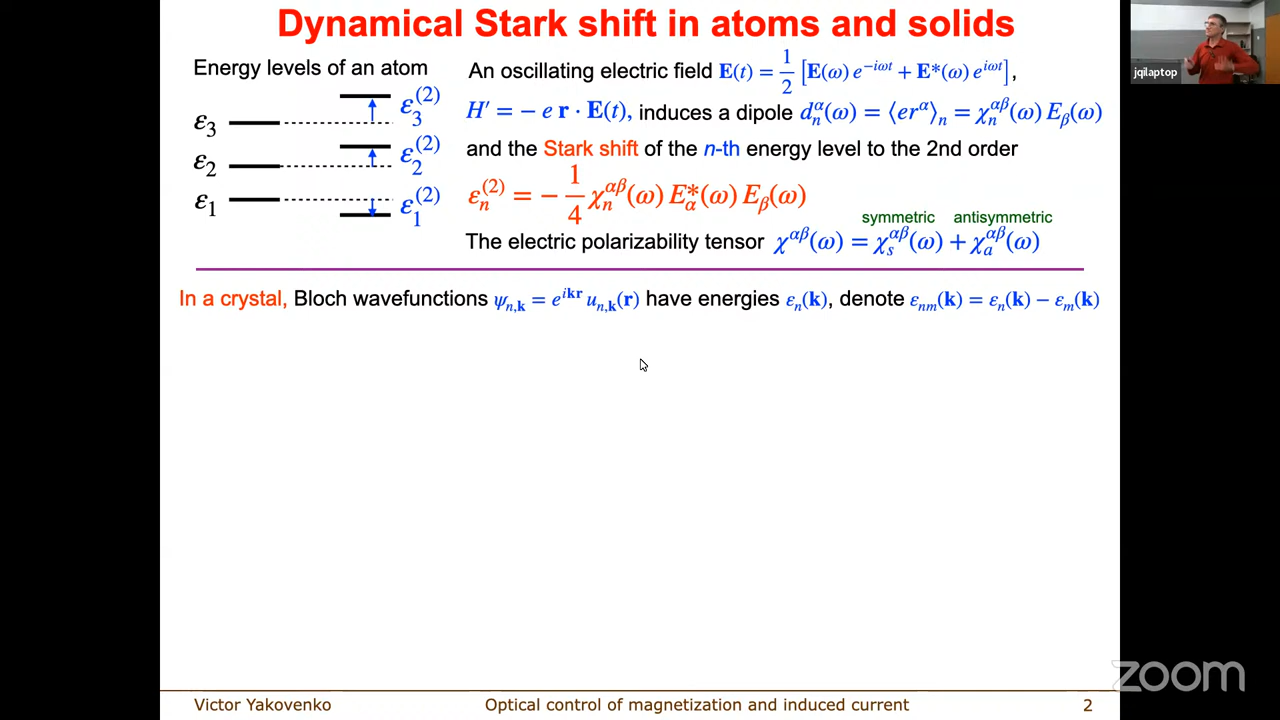 Dynamical Stark shift in atoms and solids
jqilaptop
Energy levels of an atom
ε₃ ε₃⁽²⁾
ε₂ ε₂⁽²⁾
ε₁ ε₁⁽²⁾
An oscillating electric field E(t) = 1/2 [E(ω) e^{−iωt} + E*(ω) e^{iωt}],
H′ = − e r · E(t), induces a dipole d_n^α(ω) = ⟨er^α⟩_n = χ_n^{αβ}(ω) E_β(ω)
and the Stark shift of the n-th energy level to the 2nd order
ε_n^{(2)} = − 1/4 χ_n^{αβ}(ω) E_α^*(ω) E_β(ω)
symmetric antisymmetric
The electric polarizability tensor χ^{αβ}(ω) = χ_s^{αβ}(ω) + χ_a^{αβ}(ω)
In a crystal, Bloch wavefunctions ψ_{n,k} = e^{ikr} u_{n,k}(r) have energies ε_n(k), denote ε_{nm}(k) = ε_n(k) − ε_m(k)
zoom
Victor Yakovenko Optical control of magnetization and induced current 2